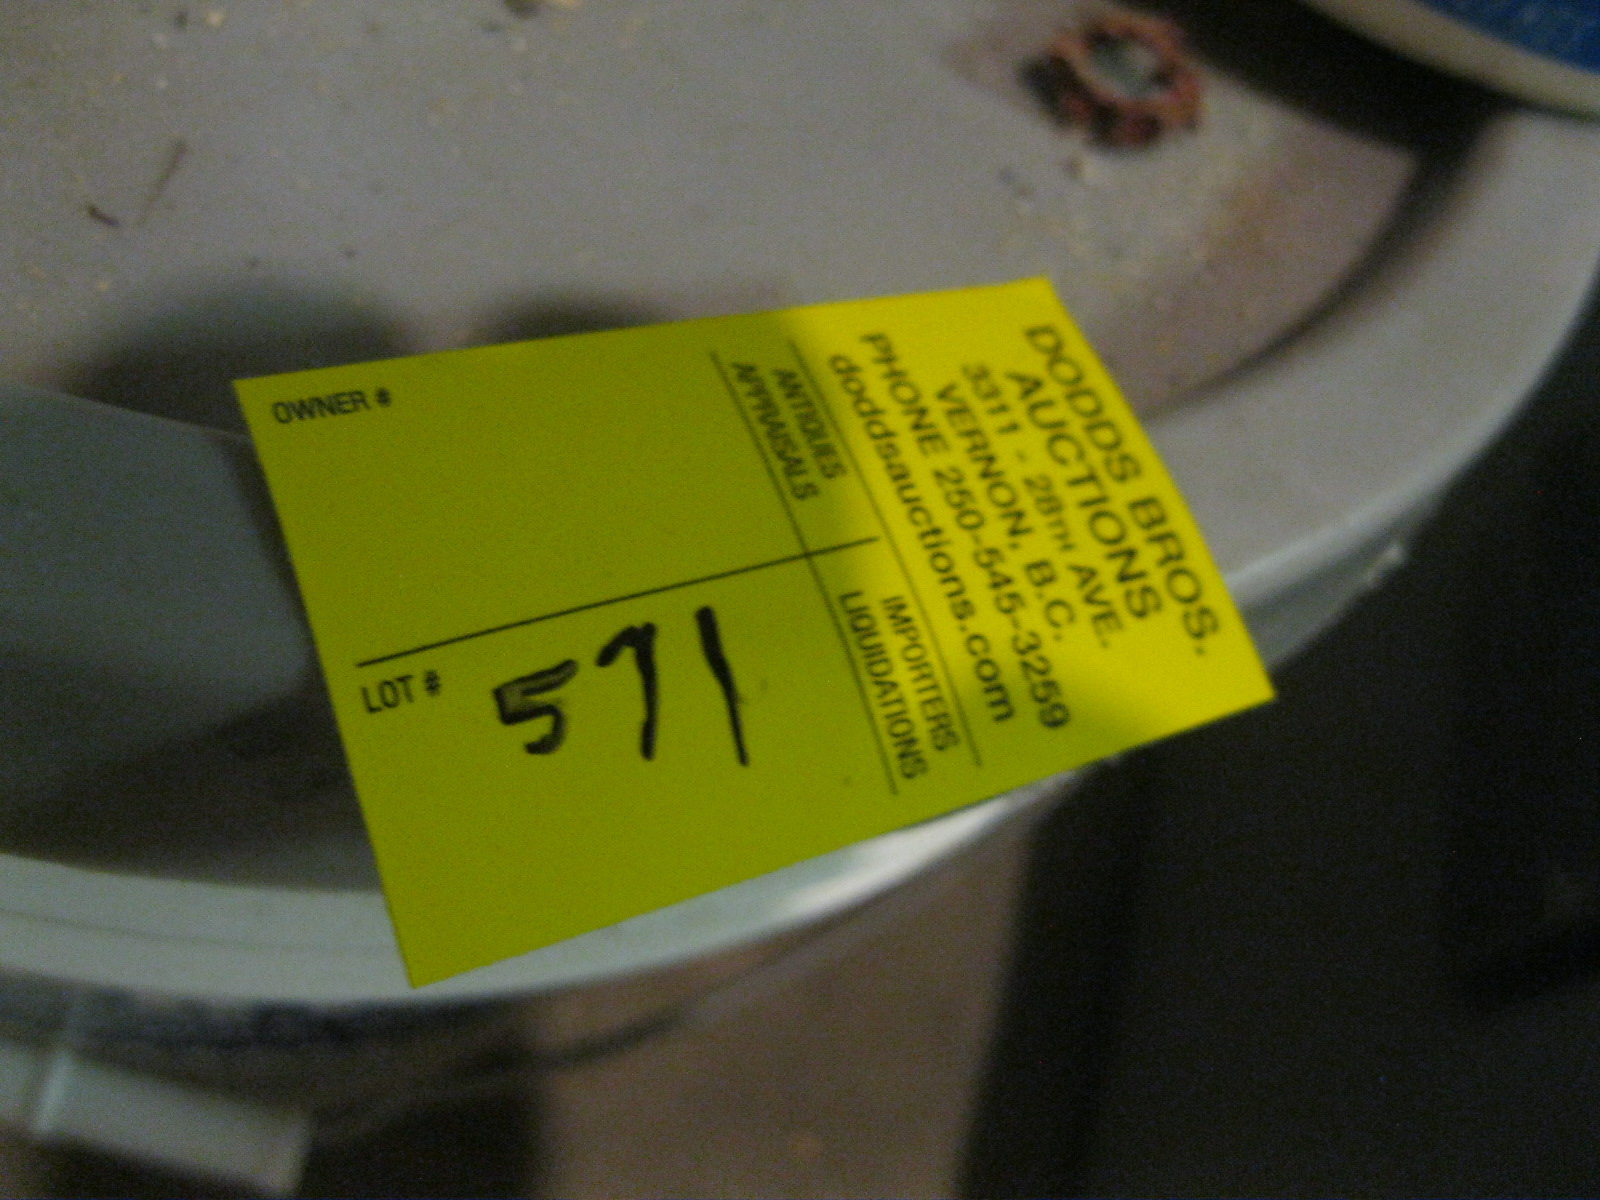 DODDS BROS.
AUCTIONS
3311 - 28TH AVE.
VERNON, B.C.
PHONE 250-545-3259
doddsauctions.com
ANTIQUES
APPRAISALS
IMPORTERS
LIQUIDATIONS
OWNER #
LOT #
571